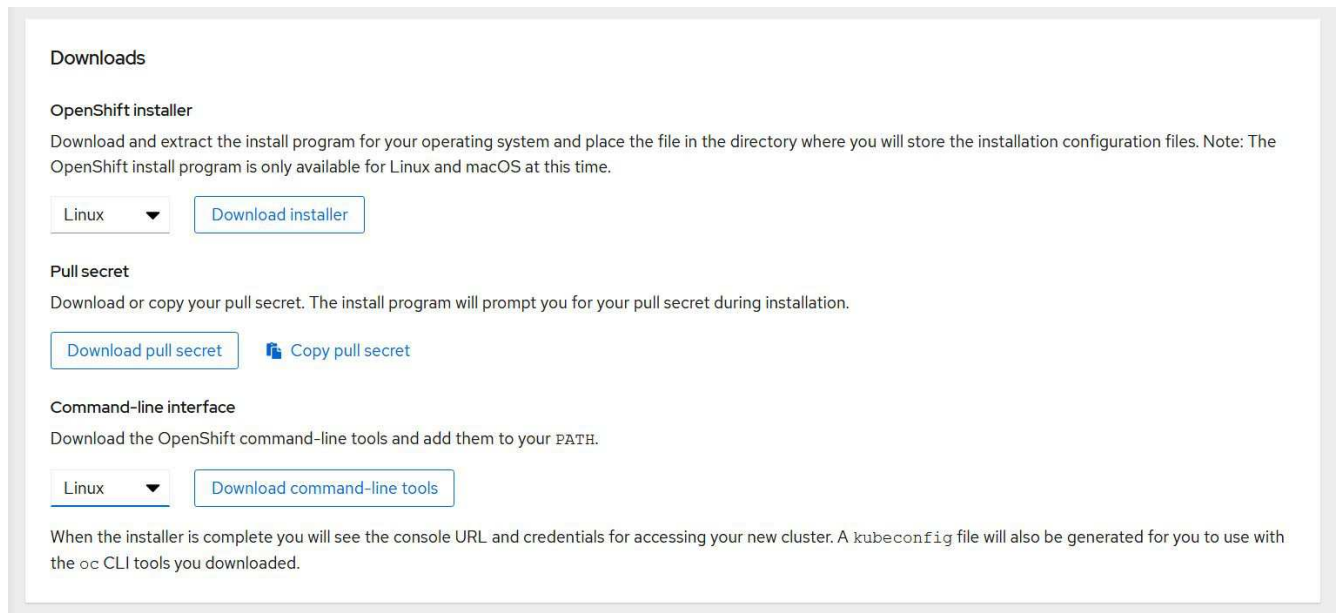 Downloads
OpenShift installer
Download and extract the install program for your operating system and place the file in the directory where you will store the installation configuration files. Note: The
OpenShift install program is only available for Linux and macOS at this time.
Linux Download installer
Pull secret
Download or copy your pull secret. The install program will prompt you for your pull secret during installation.
Download pull secret Copy pull secret
Command-line interface
Download the OpenShift command-line tools and add them to your PATH.
Linux Download command-line tools
When the installer is complete you will see the console URL and credentials for accessing your new cluster. A kubeconfig file will also be generated for you to use with
the oc CLI tools you downloaded.